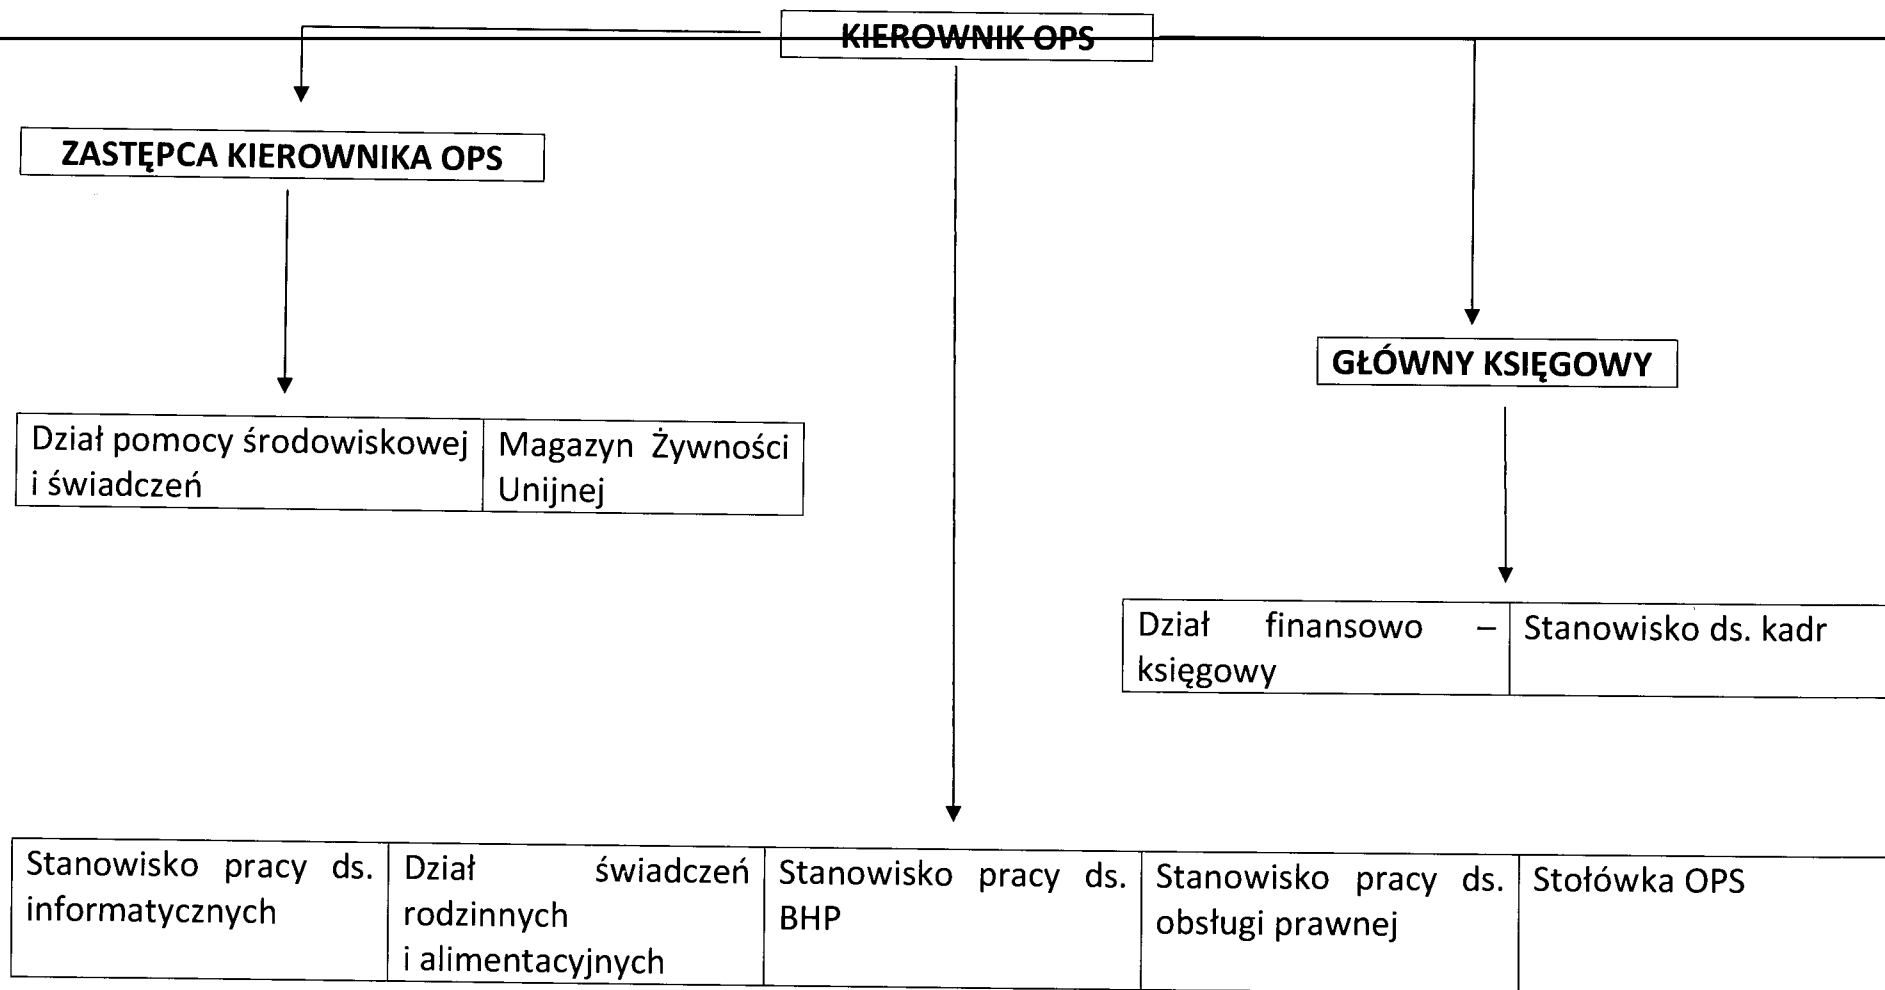 KIEROWNIK OPS
ZASTĘPCA KIEROWNIKA OPS
GŁÓWNY KSIĘGOWY
Dział pomocy środowiskowej
i świadczeń
Magazyn Żywności
Unijnej
Dział finansowo –
księgowy
Stanowisko ds. kadr
Stanowisko pracy ds.
informatycznych
Dział świadczeń
rodzinnych
i alimentacyjnych
Stanowisko pracy ds.
BHP
Stanowisko pracy ds.
obsługi prawnej
Stołówka OPS